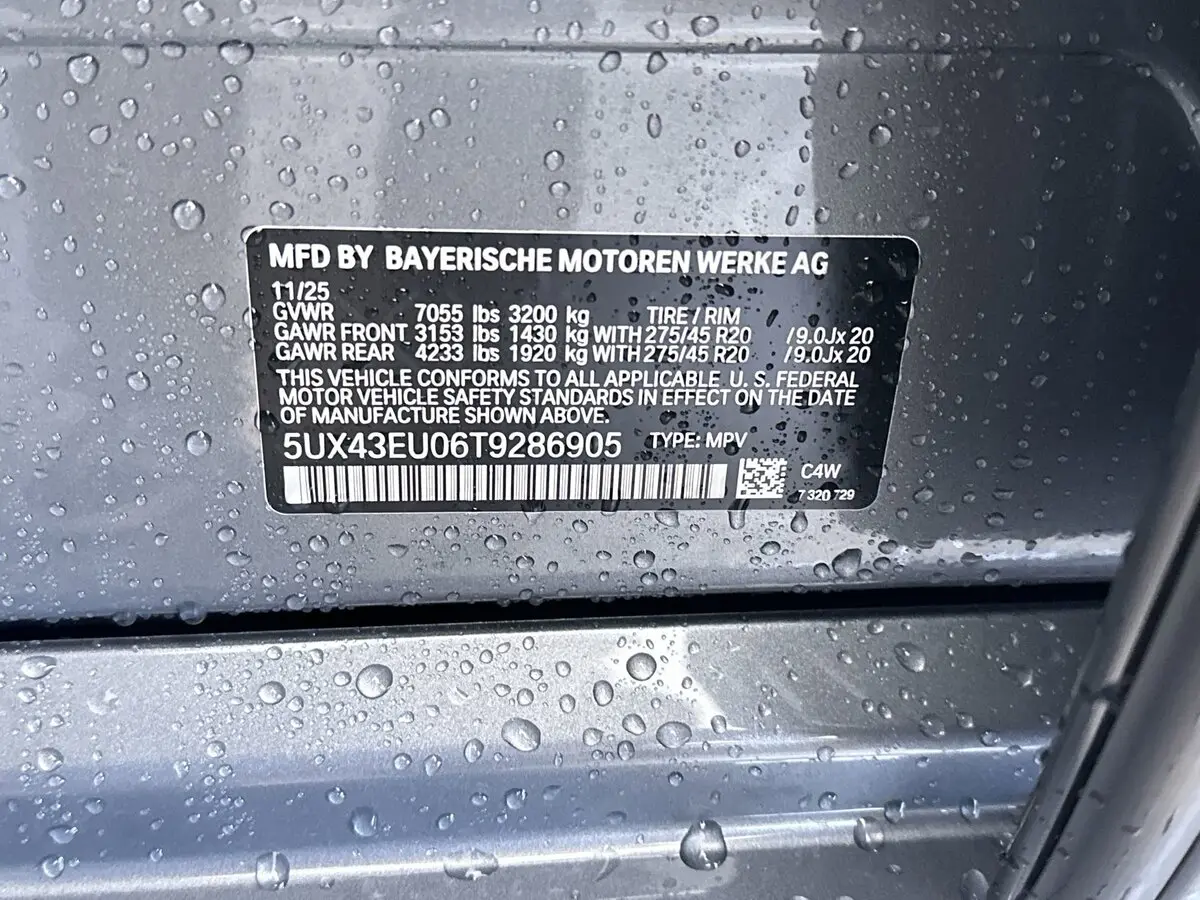 MFD BY BAYERISCHE MOTOREN WERKE AG
11/25
GVWR 7055 lbs 3200 kg TIRE / RIM
GAWR FRONT 3153 lbs 1430 kg WITH 275/45 R20 /9.0Jx 20
GAWR REAR 4233 lbs 1920 kg WITH 275/45 R20 /9.0Jx 20
THIS VEHICLE CONFORMS TO ALL APPLICABLE U. S. FEDERAL
MOTOR VEHICLE SAFETY STANDARDS IN EFFECT ON THE DATE
OF MANUFACTURE SHOWN ABOVE.
5UX43EU06T9286905 TYPE: MPV
C4W
7 320 729